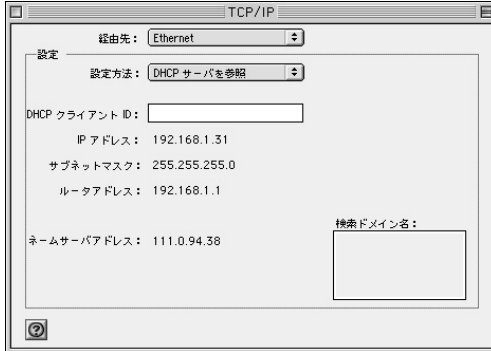 TCP/IP
経由先： Ethernet
設定
設定方法： DHCP サーバを参照
DHCP クライアント ID：
IP アドレス： 192.168.1.31
サブネットマスク： 255.255.255.0
ルータアドレス： 192.168.1.1
検索ドメイン名：
ネームサーバアドレス： 111.0.94.38
?